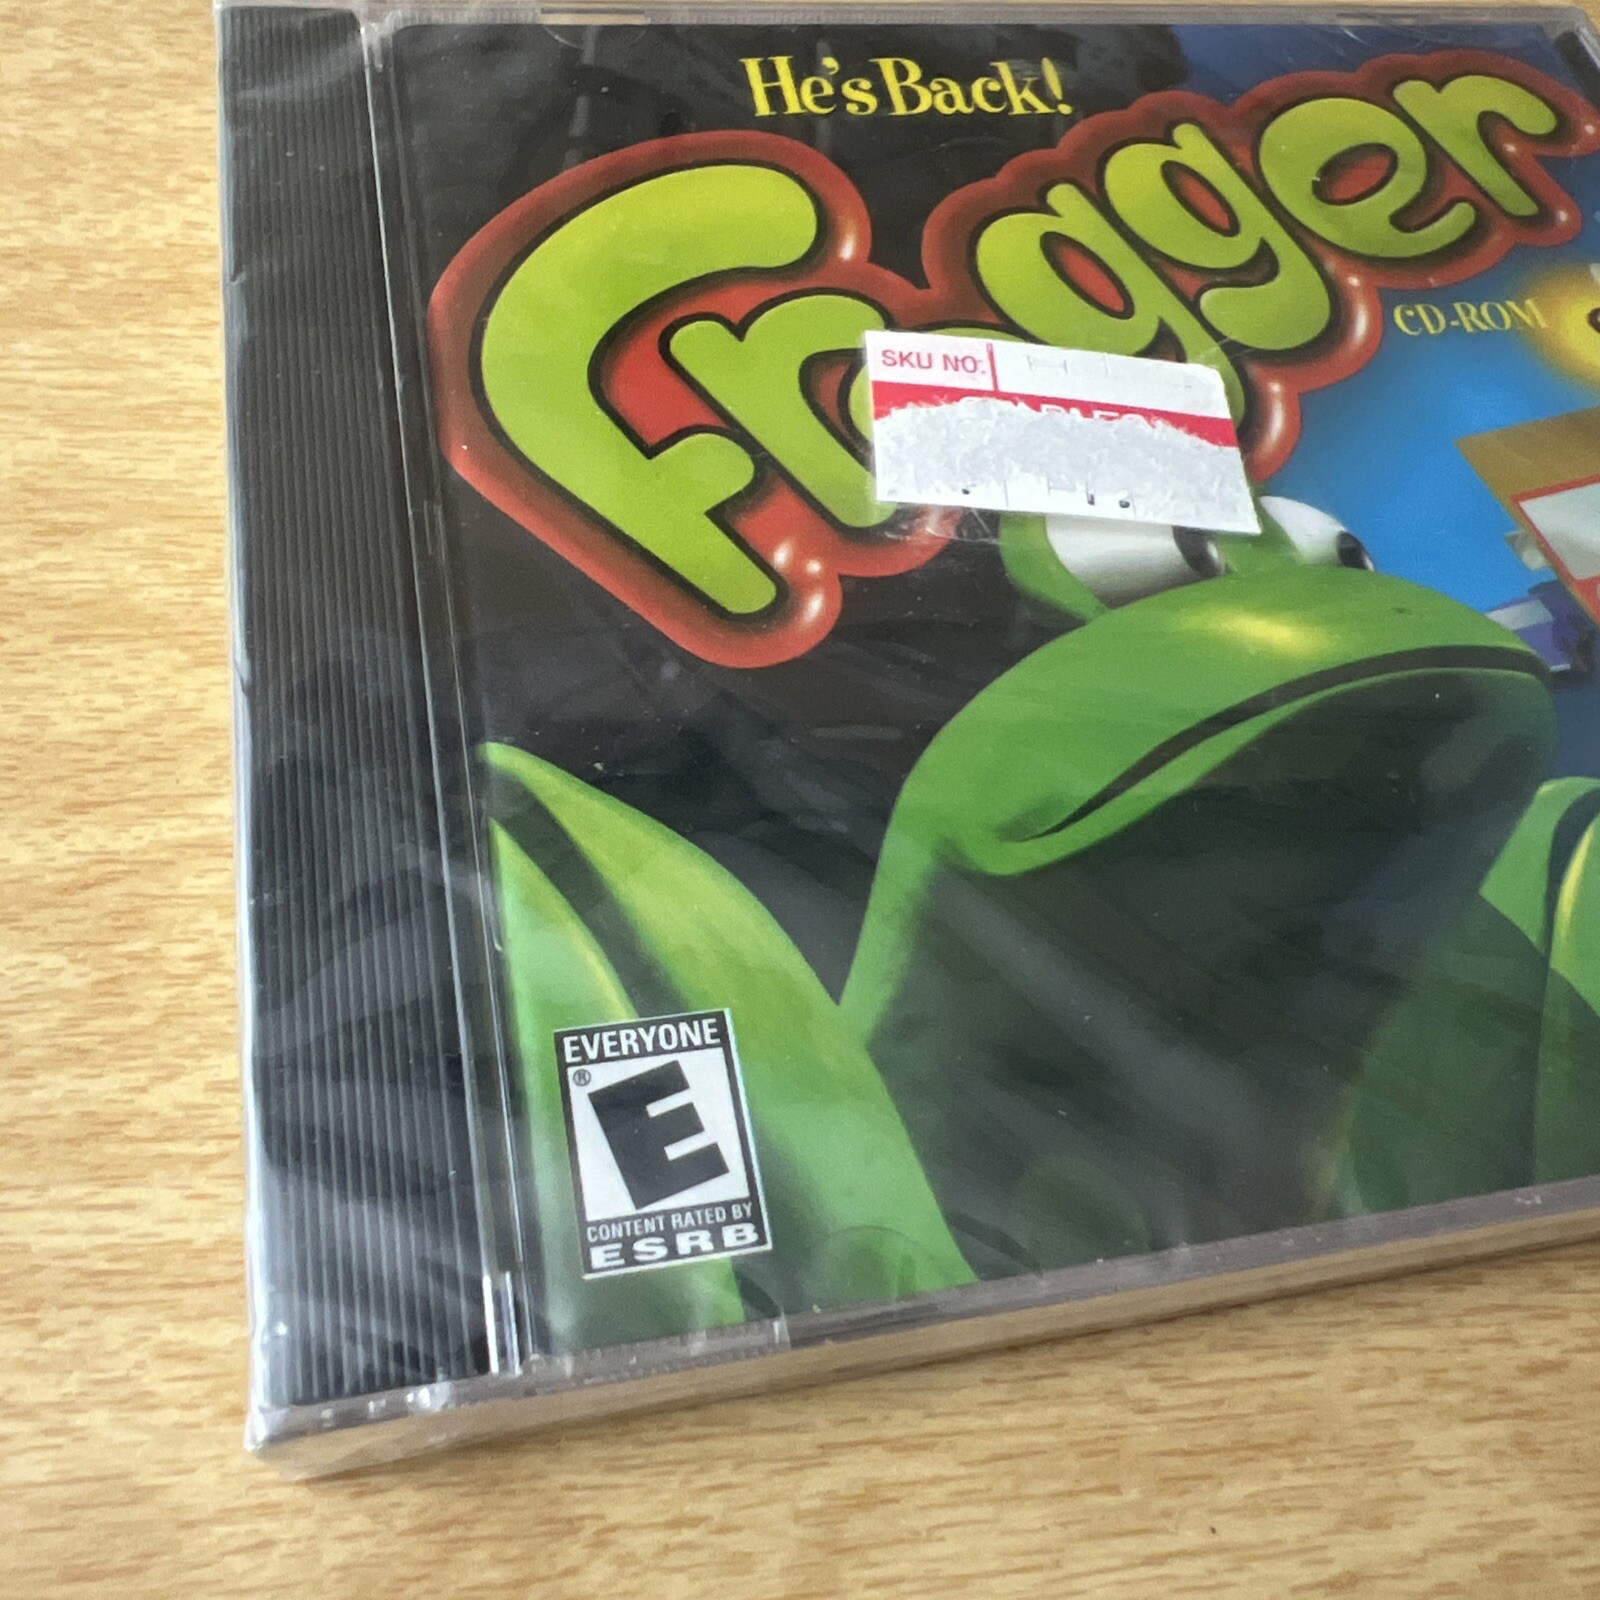 He's Back!
Frogger
CD-ROM
SKU NO.
EVERYONE
E
®
CONTENT RATED BY
ESRB